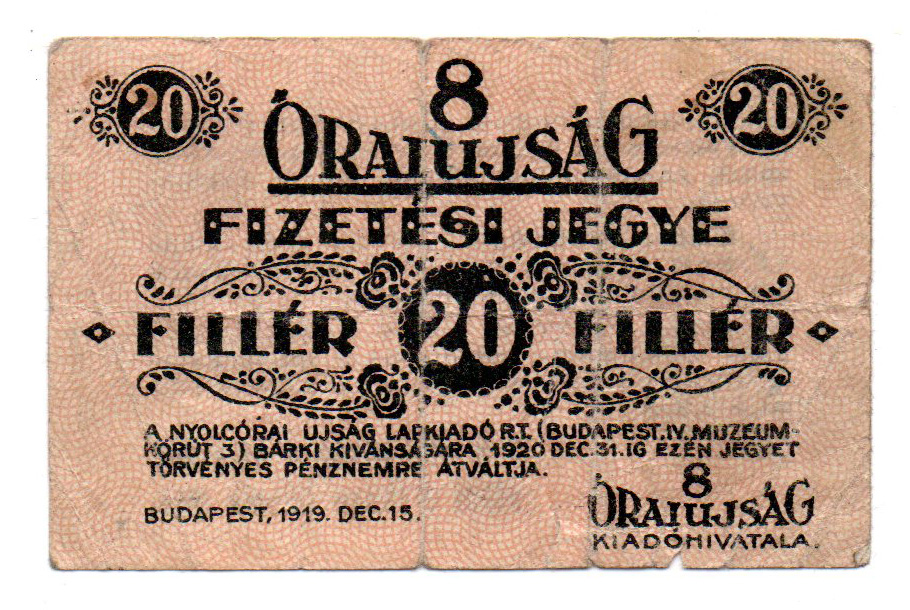 20 8 20
ÓRAIUJSÁG
FIZETÉSI JEGYE
FILLÉR 20 FILLÉR
A NYOLCÓRAI UJSÁG LAPKIADÓ R.T. (BUDAPEST. IV. MUZEUM-
KÖRUT 3) BÁRKI KIVÁNSÁGÁRA 1920 DEC. 31. IG EZEN JEGYET
TÖRVÉNYES PÉNZNEMRE ÁTVÁLTJA.
BUDAPEST, 1919. DEC. 15.
8
ÓRAIUJSÁG
KIADÓHIVATALA.